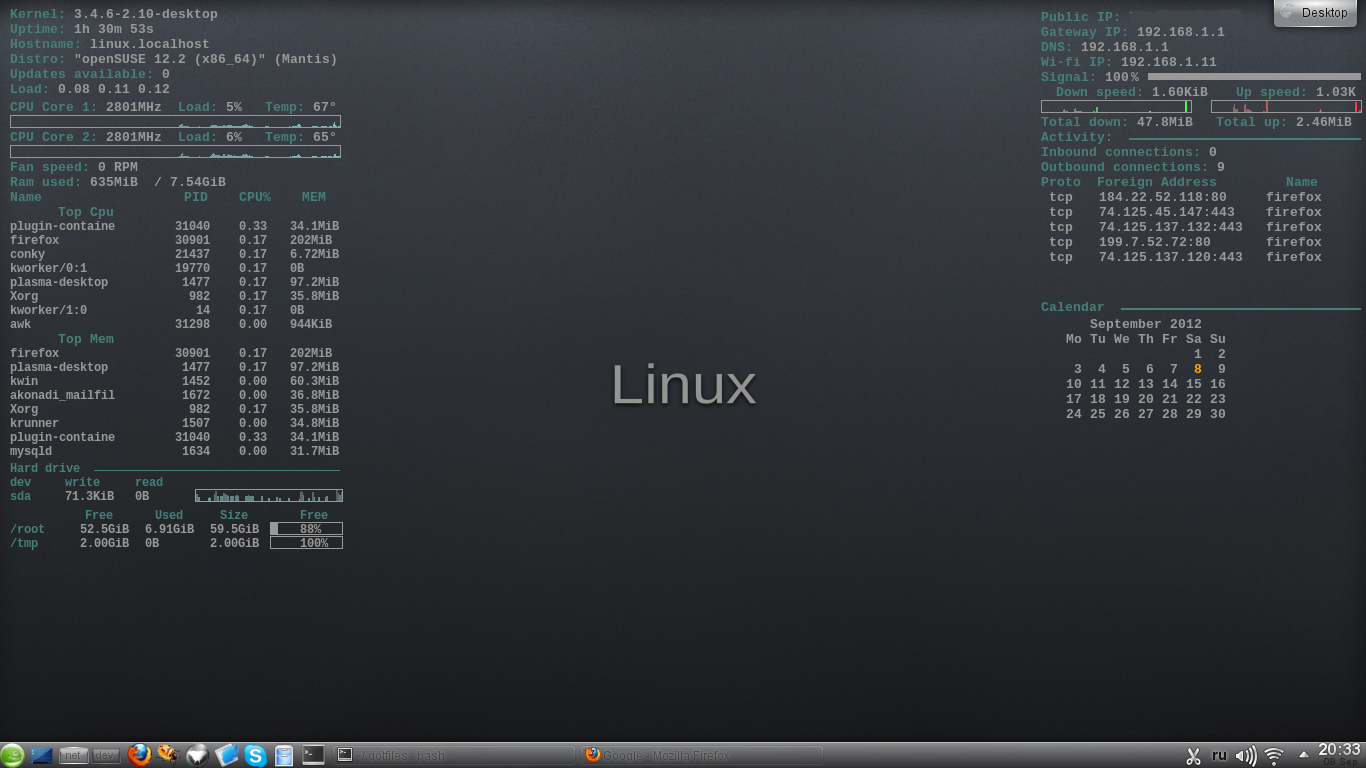 Kernel: 3.4.6-2.10-desktop
Uptime: 1h 30m 53s
Hostname: linux.localhost
Distro: "openSUSE 12.2 (x86_64)" (Mantis)
Updates available: 0
Load: 0.08 0.11 0.12
CPU Core 1: 2801MHz Load: 5% Temp: 67°
CPU Core 2: 2801MHz Load: 6% Temp: 65°
Fan speed: 0 RPM
Ram used: 635MiB / 7.54GiB
Name PID CPU% MEM
Top Cpu
plugin-containe 31040 0.33 34.1MiB
firefox 30901 0.17 202MiB
conky 21437 0.17 6.72MiB
kworker/0:1 19770 0.17 0B
plasma-desktop 1477 0.17 97.2MiB
Xorg 982 0.17 35.8MiB
kworker/1:0 14 0.17 0B
awk 31298 0.00 944KiB
Top Mem
firefox 30901 0.17 202MiB
plasma-desktop 1477 0.17 97.2MiB
kwin 1452 0.00 60.3MiB
akonadi_mailfil 1672 0.00 36.8MiB
Xorg 982 0.17 35.8MiB
krunner 1507 0.00 34.8MiB
plugin-containe 31040 0.33 34.1MiB
mysqld 1634 0.00 31.7MiB
Hard drive
dev write read
sda 71.3KiB 0B
Free Used Size Free
/root 52.5GiB 6.91GiB 59.5GiB 88%
/tmp 2.00GiB 0B 2.00GiB 100%
Linux
Desktop
Public IP:
Gateway IP: 192.168.1.1
DNS: 192.168.1.1
Wi-fi IP: 192.168.1.11
Signal: 100%
Down speed: 1.60KiB Up speed: 1.03K
Total down: 47.8MiB Total up: 2.46MiB
Activity:
Inbound connections: 0
Outbound connections: 9
Proto Foreign Address Name
tcp 184.22.52.118:80 firefox
tcp 74.125.45.147:443 firefox
tcp 74.125.137.132:443 firefox
tcp 199.7.52.72:80 firefox
tcp 74.125.137.120:443 firefox
Calendar
September 2012
Mo Tu We Th Fr Sa Su
1 2
3 4 5 6 7 8 9
10 11 12 13 14 15 16
17 18 19 20 21 22 23
24 25 26 27 28 29 30
net dev
dotfiles : bash
Google - Mozilla Firefox
ru
20:33
08 Sep